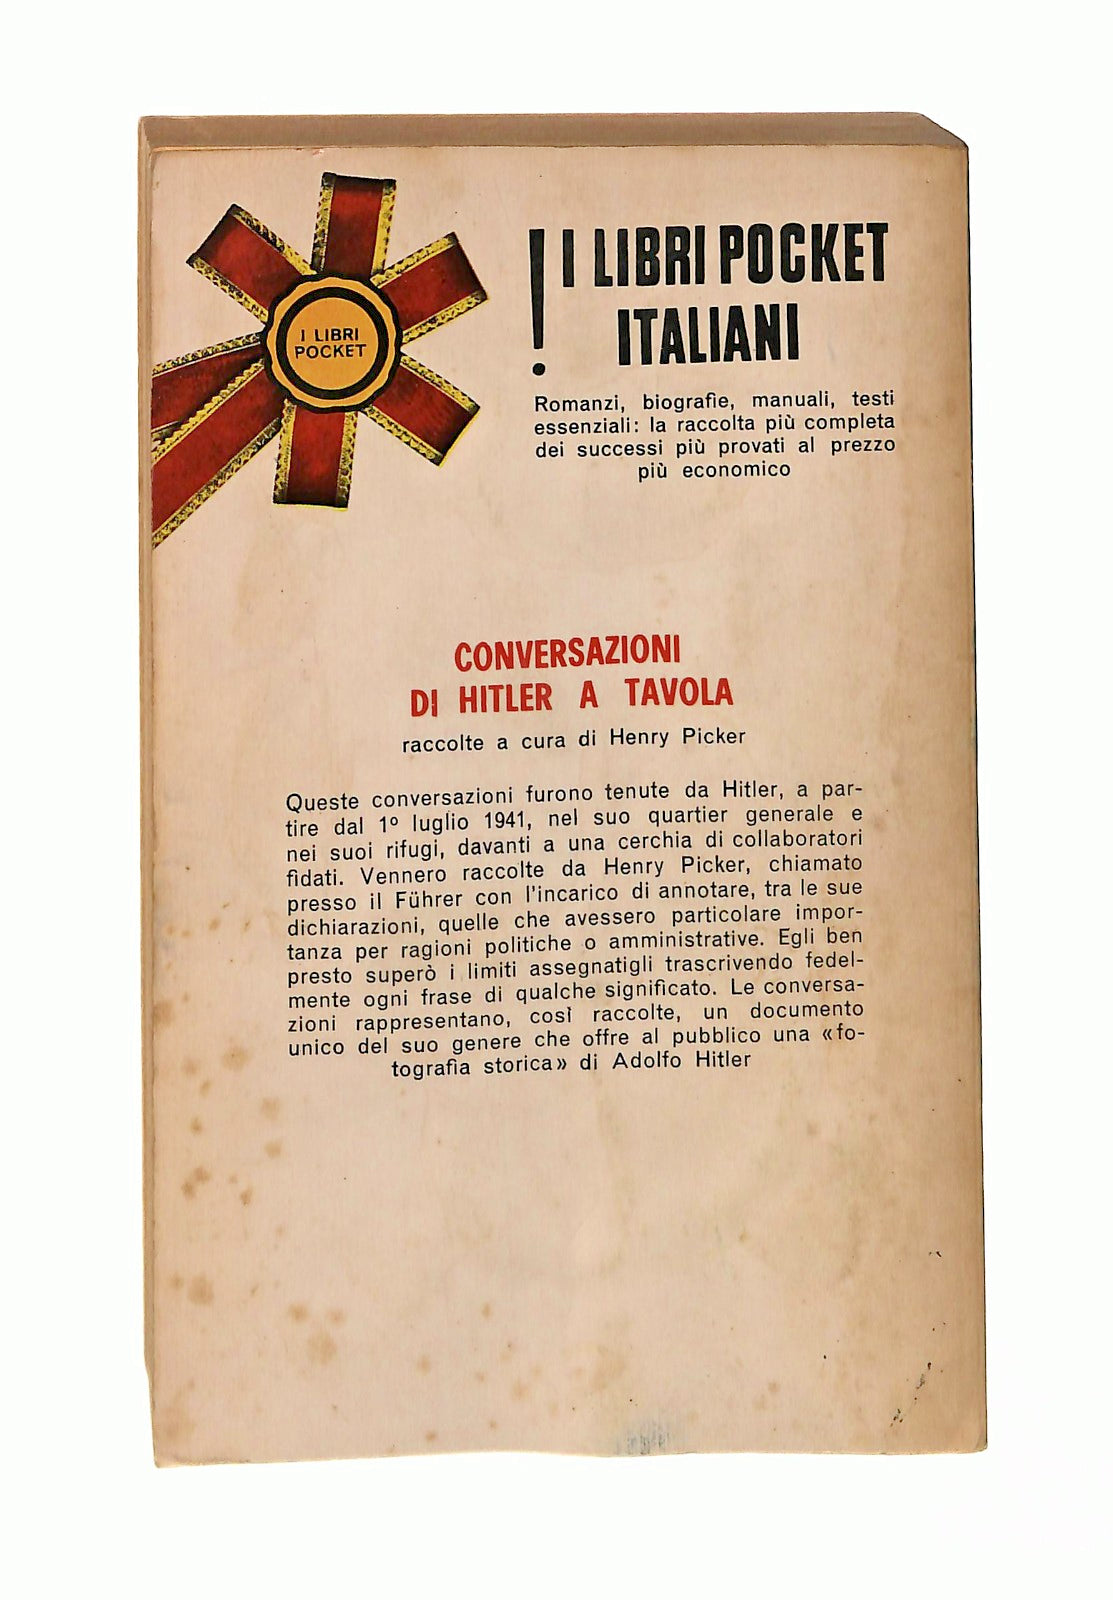 I LIBRI
POCKET
! I LIBRI POCKET
ITALIANI
Romanzi, biografie, manuali, testi
essenziali: la raccolta più completa
dei successi più provati al prezzo
più economico
CONVERSAZIONI
DI HITLER A TAVOLA
raccolte a cura di Henry Picker
Queste conversazioni furono tenute da Hitler, a par-
tire dal 1º luglio 1941, nel suo quartier generale e
nei suoi rifugi, davanti a una cerchia di collaboratori
fidati. Vennero raccolte da Henry Picker, chiamato
presso il Führer con l'incarico di annotare, tra le sue
dichiarazioni, quelle che avessero particolare impor-
tanza per ragioni politiche o amministrative. Egli ben
presto superò i limiti assegnatigli trascrivendo fedel-
mente ogni frase di qualche significato. Le conversa-
zioni rappresentano, così raccolte, un documento
unico del suo genere che offre al pubblico una «fo-
tografia storica» di Adolfo Hitler